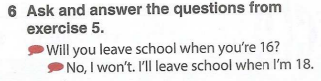 6 Ask and answer the questions from
exercise 5.
Will you leave school when you're 16?
No, I won't. I'll leave school when I'm 18.